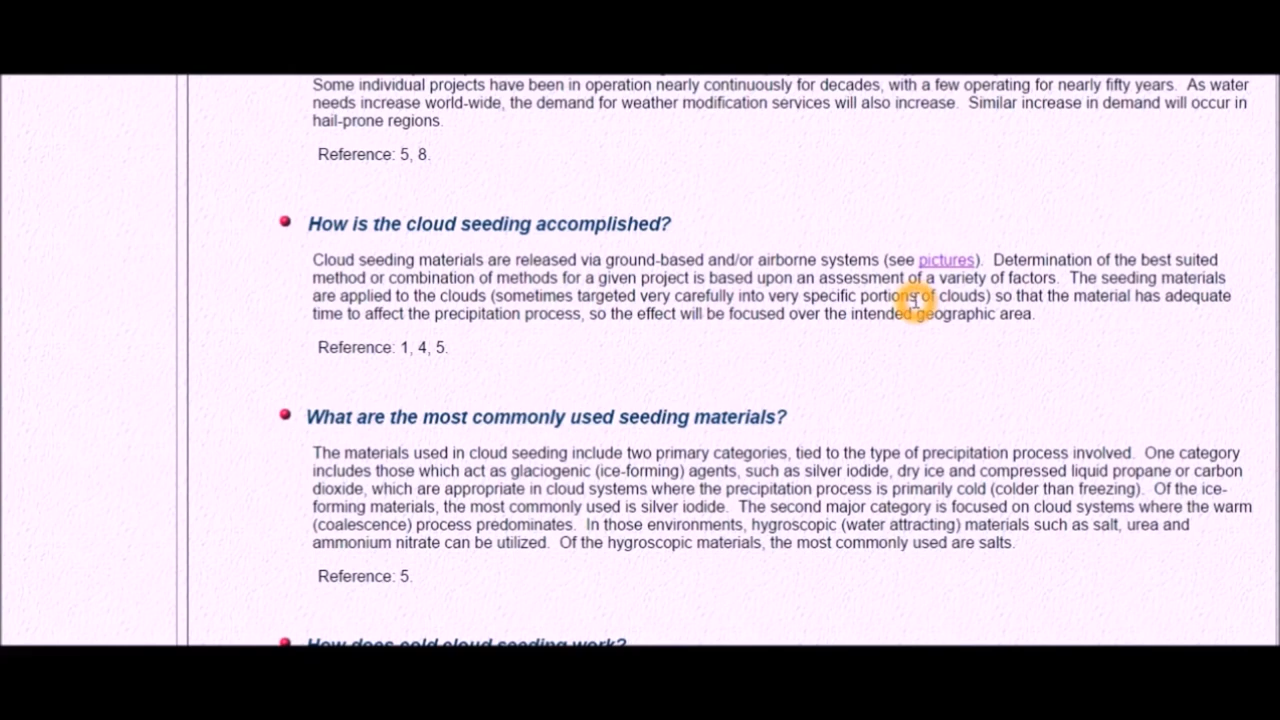 Some individual projects have been in operation nearly continuously for decades, with a few operating for nearly fifty years. As water
needs increase world-wide, the demand for weather modification services will also increase. Similar increase in demand will occur in
hail-prone regions.
Reference: 5, 8.
How is the cloud seeding accomplished?
Cloud seeding materials are released via ground-based and/or airborne systems (see pictures). Determination of the best suited
method or combination of methods for a given project is based upon an assessment of a variety of factors. The seeding materials
are applied to the clouds (sometimes targeted very carefully into very specific portions of clouds) so that the material has adequate
time to affect the precipitation process, so the effect will be focused over the intended geographic area.
Reference: 1, 4, 5.
What are the most commonly used seeding materials?
The materials used in cloud seeding include two primary categories, tied to the type of precipitation process involved. One category
includes those which act as glaciogenic (ice-forming) agents, such as silver iodide, dry ice and compressed liquid propane or carbon
dioxide, which are appropriate in cloud systems where the precipitation process is primarily cold (colder than freezing). Of the ice-
forming materials, the most commonly used is silver iodide. The second major category is focused on cloud systems where the warm
(coalescence) process predominates. In those environments, hygroscopic (water attracting) materials such as salt, urea and
ammonium nitrate can be utilized. Of the hygroscopic materials, the most commonly used are salts.
Reference: 5.
How does cold cloud seeding work?